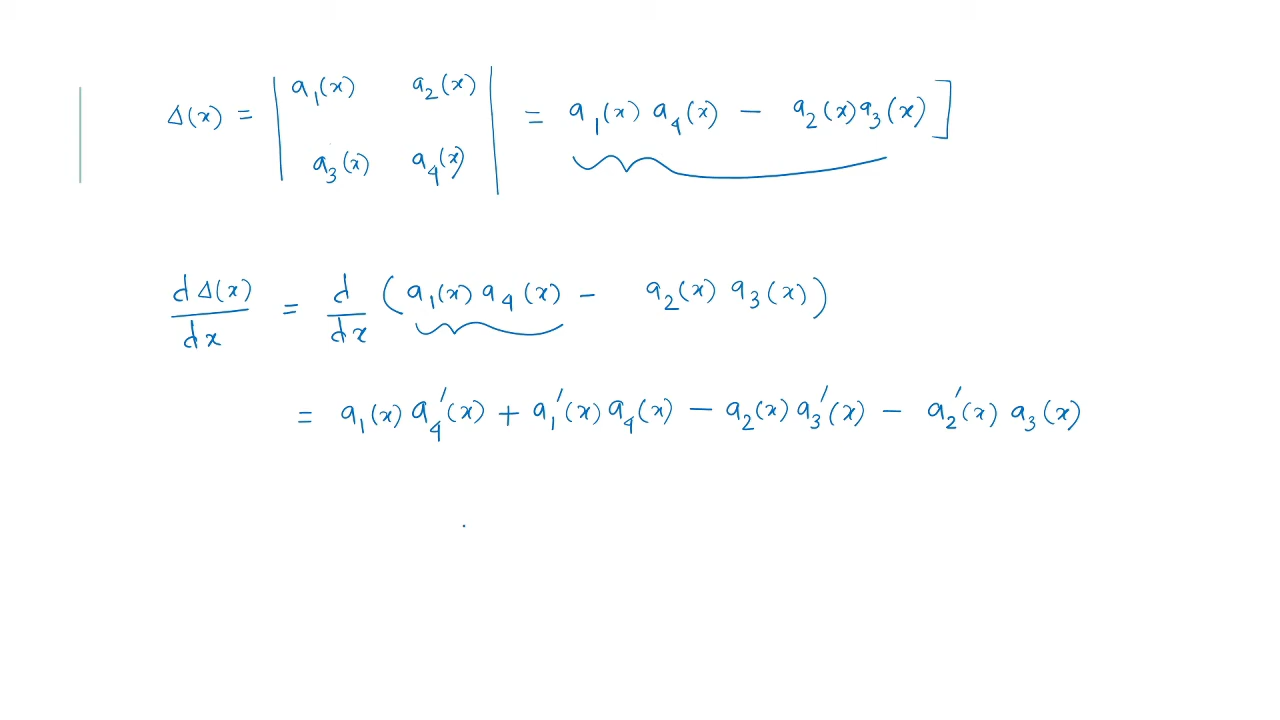 Δ(x) = | a₁(x) a₂(x) | = a₁(x) a₄(x) − a₂(x) a₃(x) ]
| a₃(x) a₄(x) |
dΔ(x)/dx = d/dx (a₁(x) a₄(x) − a₂(x) a₃(x))
= a₁(x) a₄′(x) + a₁′(x) a₄(x) − a₂(x) a₃′(x) − a₂′(x) a₃(x)